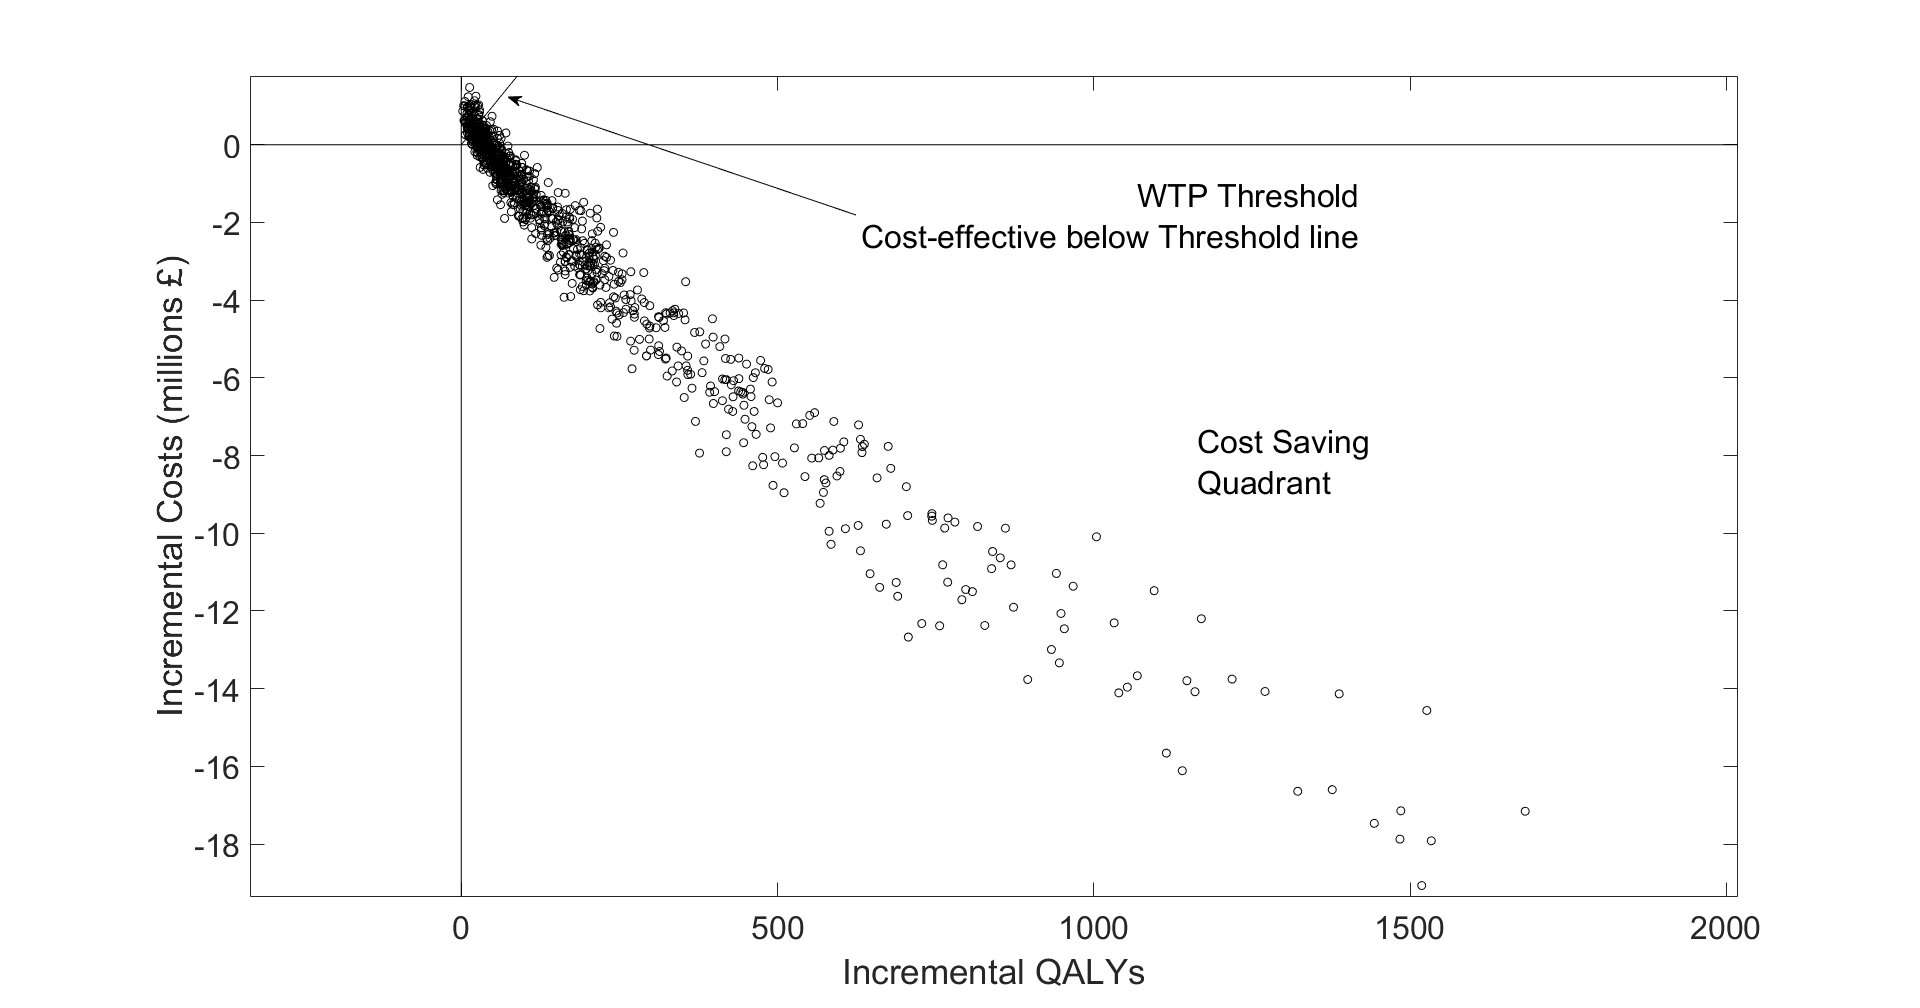 0
-2
-4
-6
-8
-10
-12
-14
-16
-18
Incremental Costs (millions £)
WTP Threshold
Cost-effective below Threshold line
Cost Saving
Quadrant
0
500
1000
1500
2000
Incremental QALYs